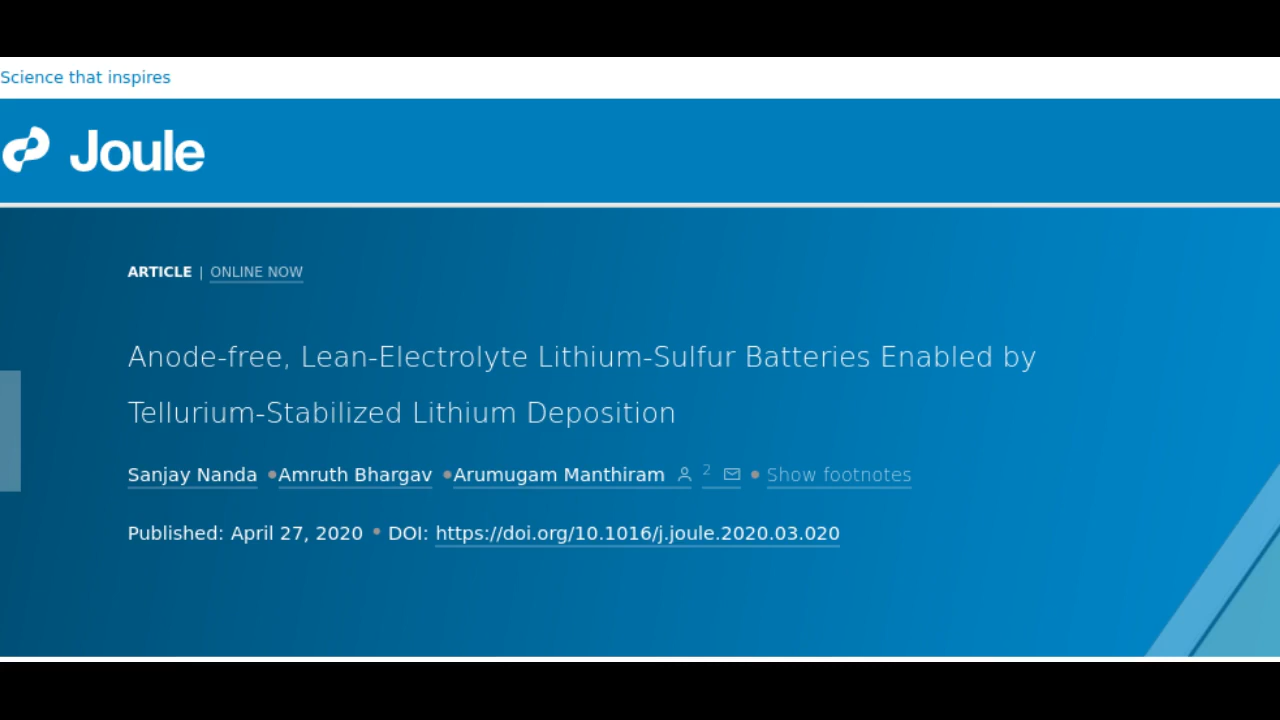 Science that inspires
Joule
ARTICLE | ONLINE NOW
Anode-free, Lean-Electrolyte Lithium-Sulfur Batteries Enabled by
Tellurium-Stabilized Lithium Deposition
Sanjay Nanda •Amruth Bhargav •Arumugam Manthiram 2 • Show footnotes
Published: April 27, 2020 • DOI: https://doi.org/10.1016/j.joule.2020.03.020